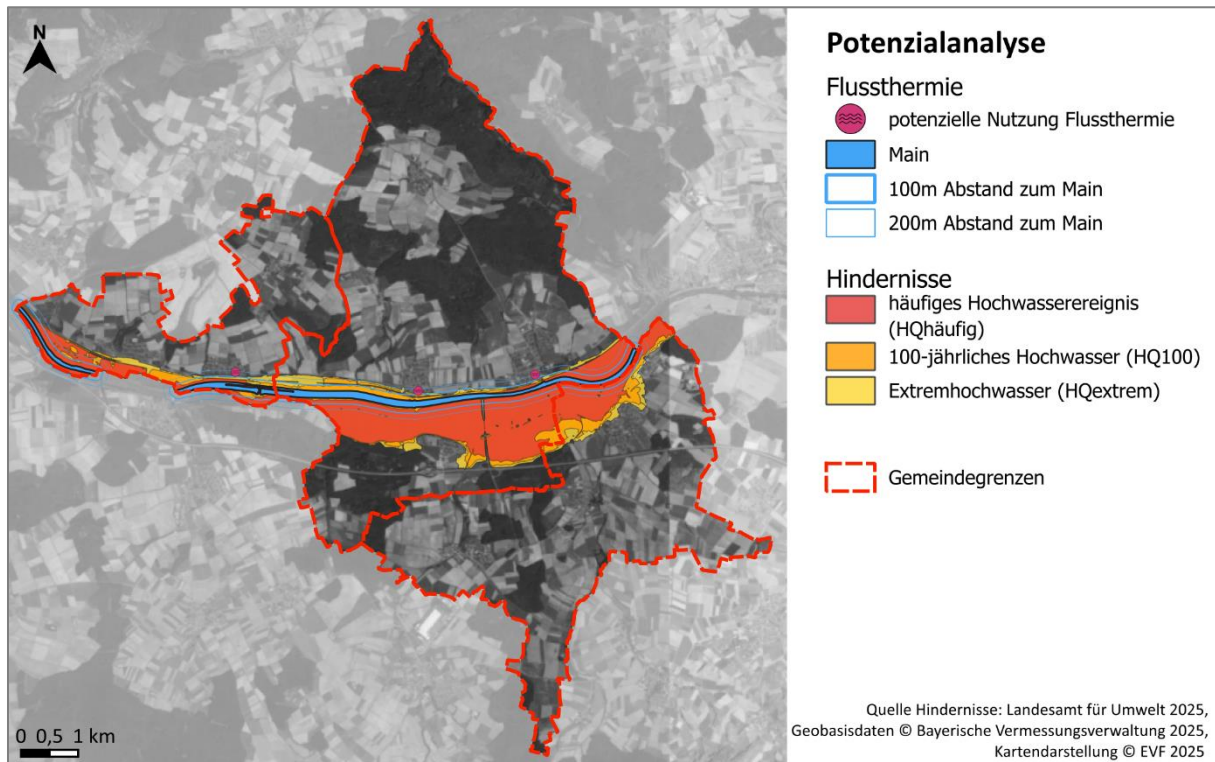 N
0 0,5 1 km
Potenzialanalyse
Flussthermie
potenzielle Nutzung Flussthermie
Main
100m Abstand zum Main
200m Abstand zum Main
Hindernisse
häufiges Hochwasserereignis
(HQhäufig)
100-jährliches Hochwasser (HQ100)
Extremhochwasser (HQextrem)
Gemeindegrenzen
Quelle Hindernisse: Landesamt für Umwelt 2025,
Geobasisdaten © Bayerische Vermessungsverwaltung 2025,
Kartendarstellung © EVF 2025